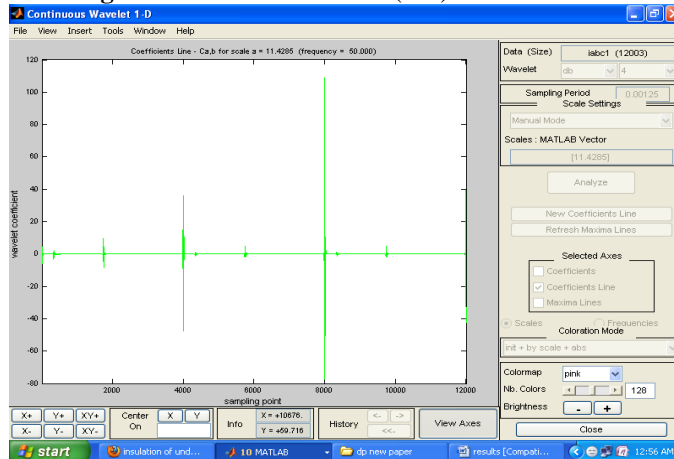 Continuous Wavelet 1-D
File View Insert Tools Window Help
Coefficients Line - Ca,b for scale a = 11.4285 (frequency = 50.000)
120
100
80
60
40
20
0
-20
-40
-60
-80
wavelet coefficient
2000 4000 6000 8000 10000 12000
sampling point
Data (Size) iabc1 (12003)
Wavelet db 4
Sampling Period 0.00125
Scale Settings
Manual Mode
Scales : MATLAB Vector
[11.4285]
Analyze
New Coefficients Line
Refresh Maxima Lines
Selected Axes
Coefficients
Coefficients Line
Maxima Lines
Scales Frequencies
Coloration Mode
init + by scale + abs
Colormap pink
Nb. Colors 128
Brightness - +
Close
X+ Y+ XY+
X- Y- XY-
Center On X Y
Info X = +10676. Y = +59.716
History <- -> <<-
View Axes
start insulation of und... 10 MATLAB dp new paper results [Compati... 12:56 AM